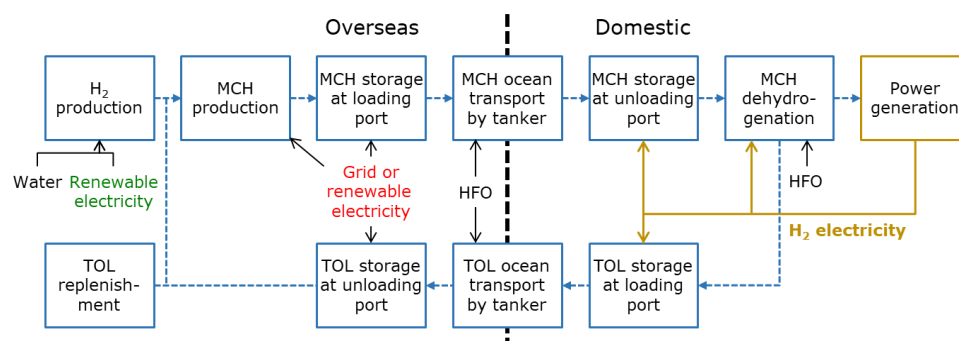 Overseas
Domestic
H₂
production
MCH
production
MCH storage
at loading
port
MCH ocean
transport
by tanker
MCH storage
at unloading
port
MCH
dehydro-
genation
Power
generation
Water
Renewable
electricity
Grid or
renewable
electricity
HFO
HFO
H₂ electricity
TOL
replenish-
ment
TOL storage
at unloading
port
TOL ocean
transport
by tanker
TOL storage
at loading
port